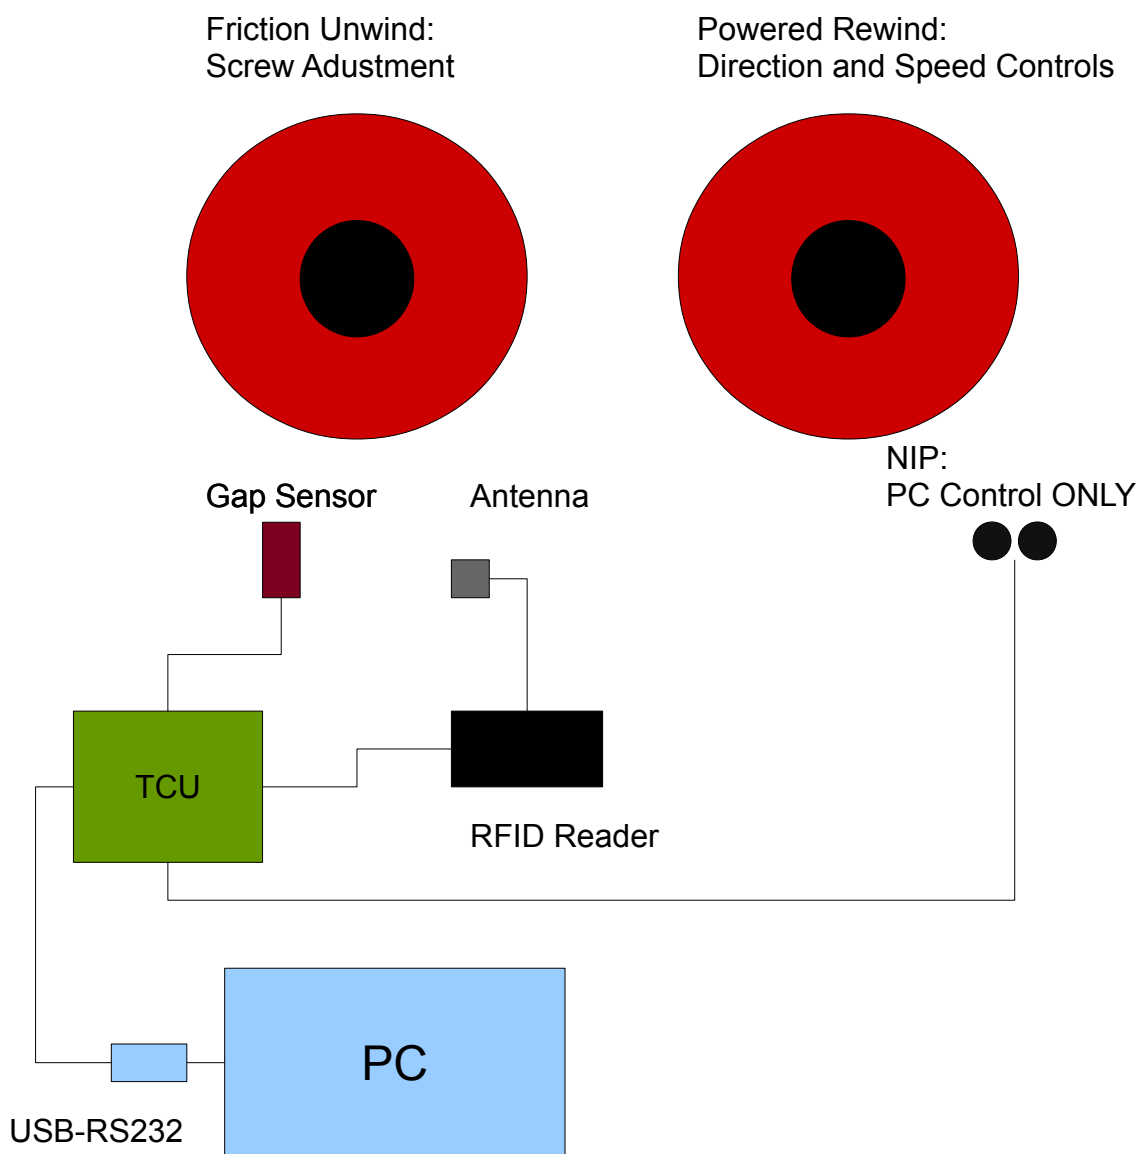 Friction Unwind:
Screw Adustment
Powered Rewind:
Direction and Speed Controls
NIP:
PC Control ONLY
Gap Sensor
Antenna
TCU
RFID Reader
PC
USB-RS232